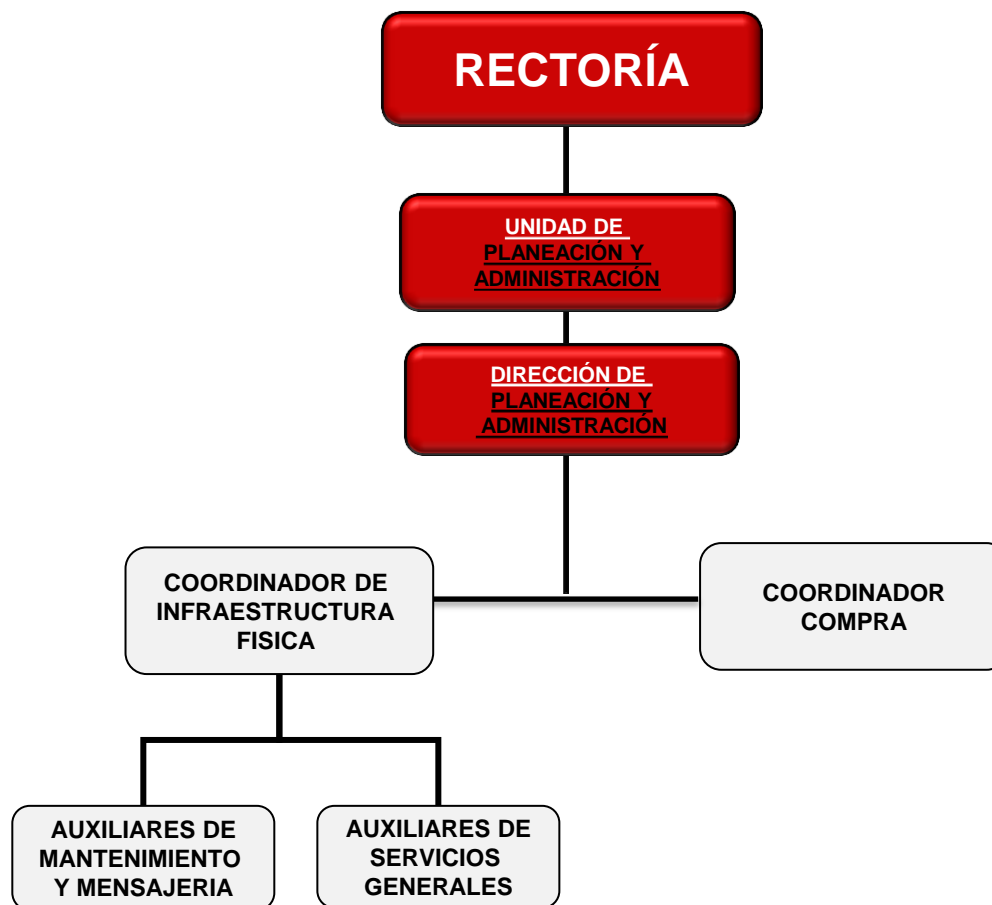 RECTORÍA
UNIDAD DE
PLANEACIÓN Y
ADMINISTRACIÓN
DIRECCIÓN DE
PLANEACIÓN Y
ADMINISTRACIÓN
COORDINADOR DE
INFRAESTRUCTURA
FISICA
COORDINADOR
COMPRA
AUXILIARES DE
MANTENIMIENTO
Y MENSAJERIA
AUXILIARES DE
SERVICIOS
GENERALES